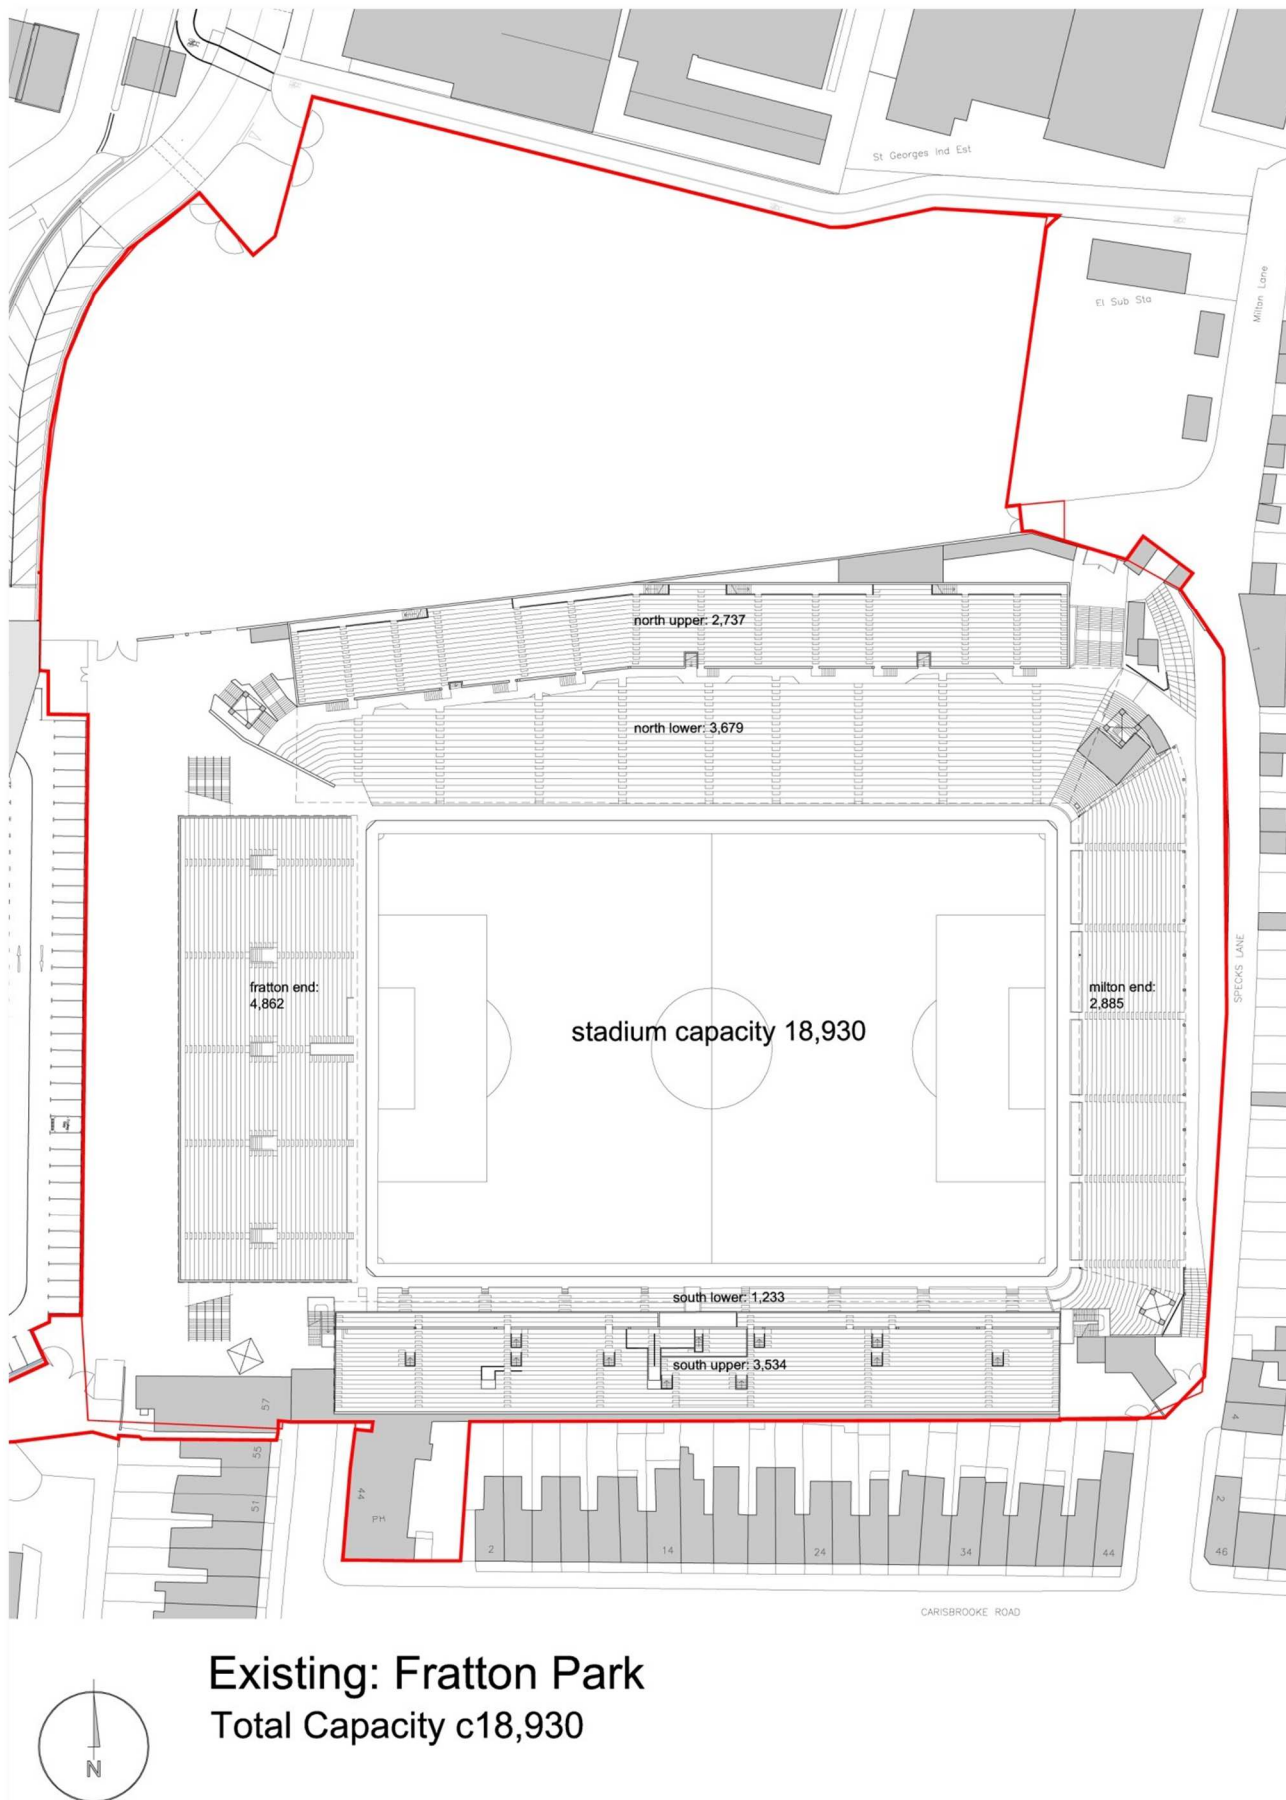 St Georges Ind Est
El Sub Sta
Milton Lane
north upper: 2,737
north lower: 3,679
1
fratton end:
4,862
milton end:
2,885
SPECKS LANE
stadium capacity 18,930
south lower: 1,233
south upper: 3,534
57
55
51
44
PH
2
14
24
34
44
4
2
46
CARISBROOKE ROAD
Existing: Fratton Park
Total Capacity c18,930
N